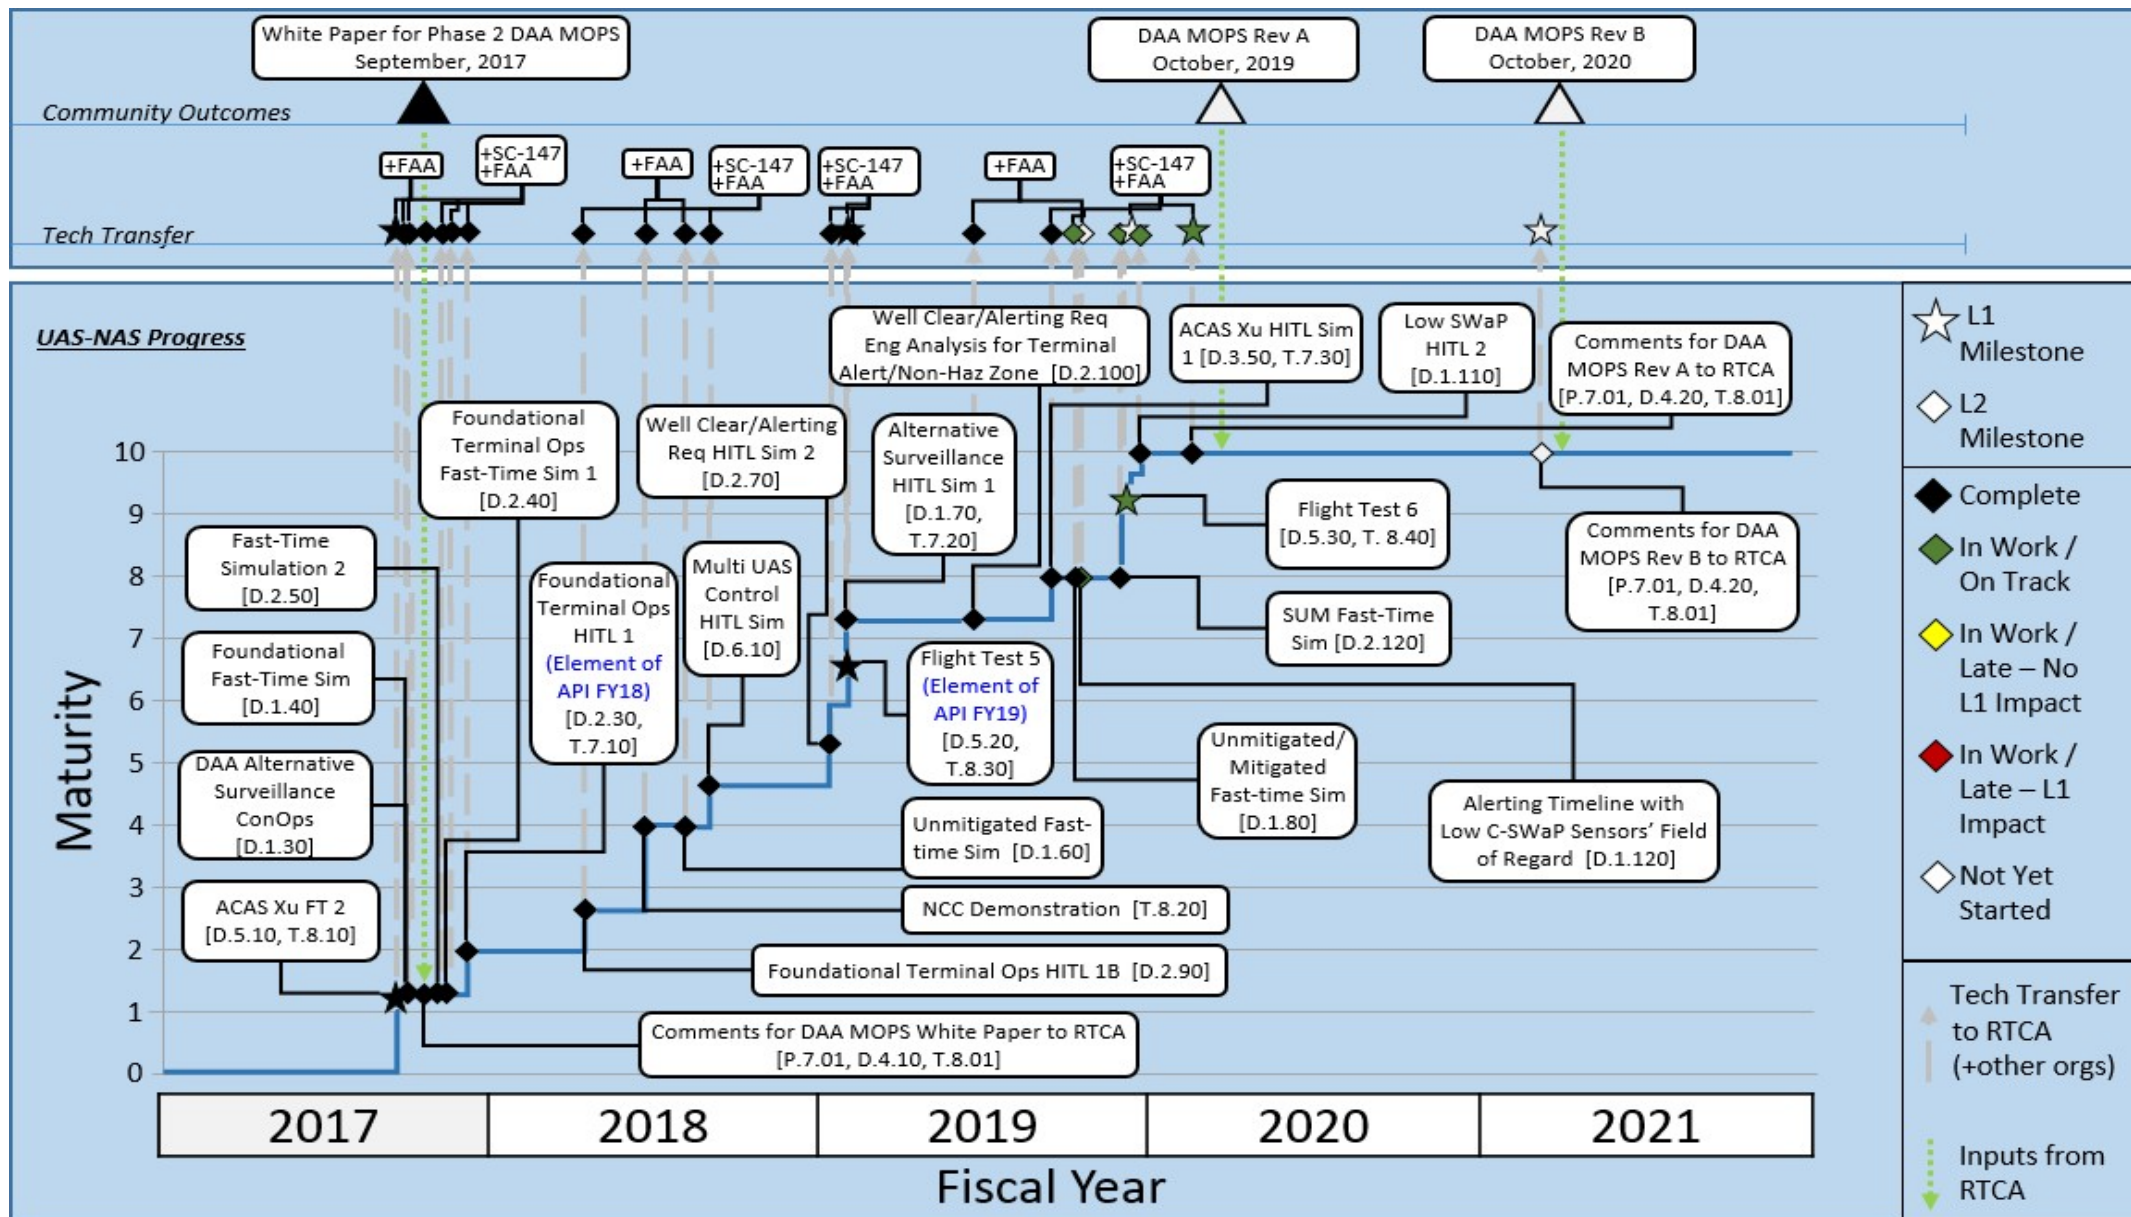 White Paper for Phase 2 DAA MOPS
September, 2017
DAA MOPS Rev A
October, 2019
DAA MOPS Rev B
October, 2020
Community Outcomes
+FAA
+SC-147
+FAA
+FAA
+SC-147
+FAA
+SC-147
+FAA
+FAA
+SC-147
+FAA
Tech Transfer
UAS-NAS Progress
Well Clear/Alerting Req
Eng Analysis for Terminal
Alert/Non-Haz Zone [D.2.100]
ACAS Xu HITL Sim
1 [D.3.50, T.7.30]
Low SWaP
HITL 2
[D.1.110]
Comments for DAA
MOPS Rev A to RTCA
[P.7.01, D.4.20, T.8.01]
Foundational
Terminal Ops
Fast-Time Sim 1
[D.2.40]
Well Clear/Alerting
Req HITL Sim 2
[D.2.70]
Alternative
Surveillance
HITL Sim 1
[D.1.70,
T.7.20]
Fast-Time
Simulation 2
[D.2.50]
Foundational
Terminal Ops
HITL 1
(Element of
API FY18)
[D.2.30,
T.7.10]
Multi UAS
Control
HITL Sim
[D.6.10]
Flight Test 6
[D.5.30, T. 8.40]
Comments for DAA
MOPS Rev B to RTCA
[P.7.01, D.4.20,
T.8.01]
Foundational
Fast-Time Sim
[D.1.40]
Flight Test 5
(Element of
API FY19)
[D.5.20,
T.8.30]
SUM Fast-Time
Sim [D.2.120]
DAA Alternative
Surveillance
ConOps
[D.1.30]
Unmitigated/
Mitigated
Fast-time Sim
[D.1.80]
Alerting Timeline with
Low C-SWaP Sensors’ Field
of Regard [D.1.120]
Unmitigated Fast-
time Sim [D.1.60]
ACAS Xu FT 2
[D.5.10, T.8.10]
NCC Demonstration [T.8.20]
Foundational Terminal Ops HITL 1B [D.2.90]
Comments for DAA MOPS White Paper to RTCA
[P.7.01, D.4.10, T.8.01]
Maturity
10
9
8
7
6
5
4
3
2
1
0
2017
2018
2019
2020
2021
Fiscal Year
L1
Milestone
L2
Milestone
Complete
In Work /
On Track
In Work /
Late – No
L1 Impact
In Work /
Late – L1
Impact
Not Yet
Started
Tech Transfer
to RTCA
(+other orgs)
Inputs from
RTCA